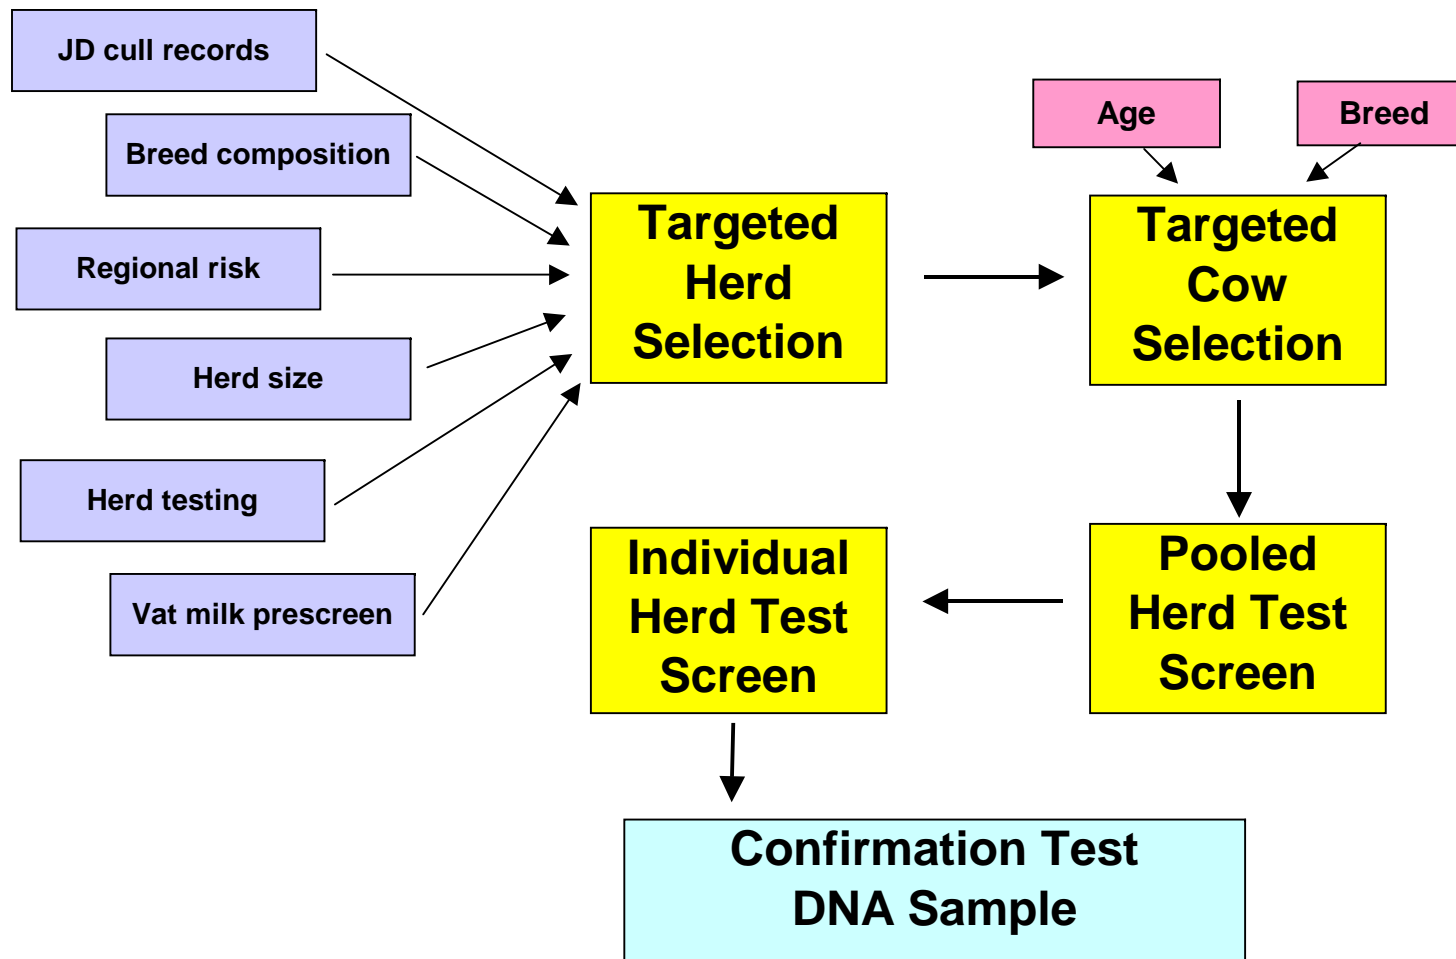 JD cull records
Breed composition
Regional risk
Herd size
Herd testing
Vat milk prescreen
Targeted
Herd
Selection
Age
Breed
Targeted
Cow
Selection
Pooled
Herd Test
Screen
Individual
Herd Test
Screen
Confirmation Test
DNA Sample